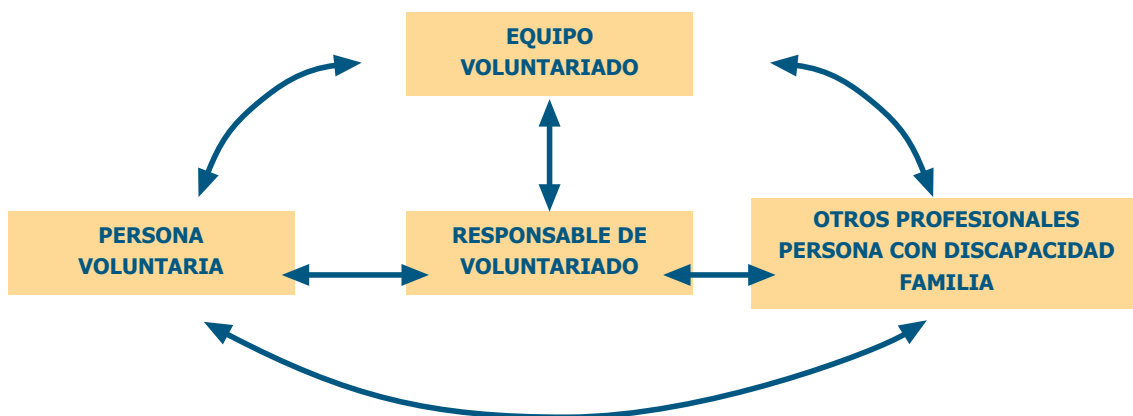 EQUIPO
VOLUNTARIADO
PERSONA
VOLUNTARIA
RESPONSABLE DE
VOLUNTARIADO
OTROS PROFESIONALES
PERSONA CON DISCAPACIDAD
FAMILIA